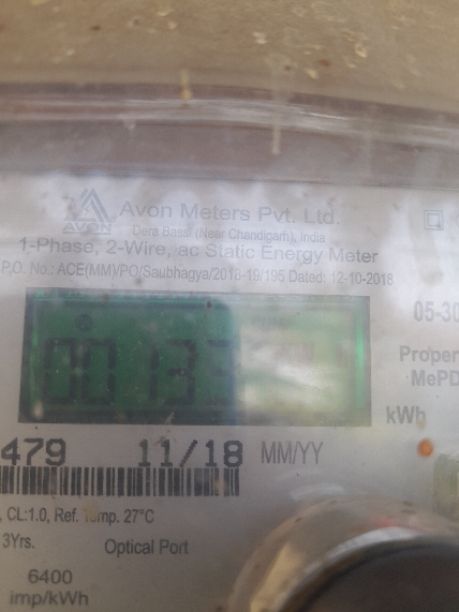 AVON
Avon Meters Pvt. Ltd.
Dera Bassi (Near Chandigarh), India
1-Phase, 2-Wire, ac Static Energy Meter
P.O. No.: ACE(MM)/PO/Saubhagya/2018-19/195 Dated: 12-10-2018
05-30
Proper
MePD
kWh
479 11/18 MM/YY
CL:1.0, Ref. Temp. 27°C
3Yrs. Optical Port
6400
imp/kWh